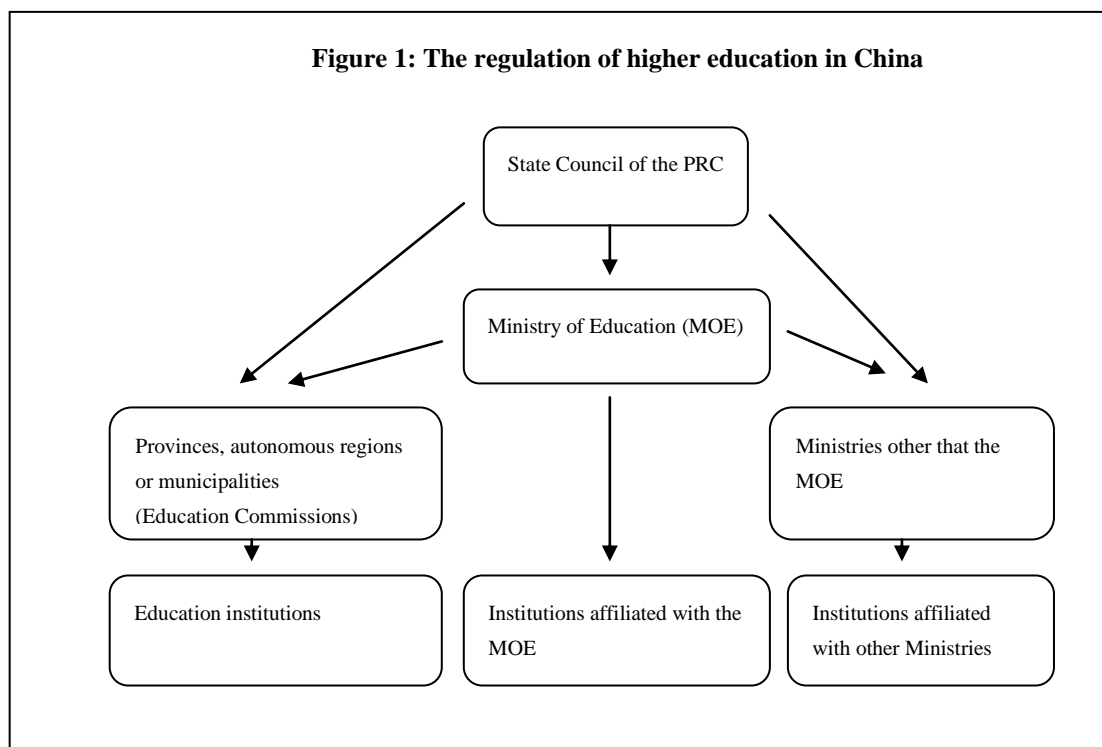 Figure 1: The regulation of higher education in China
State Council of the PRC
Ministry of Education (MOE)
Provinces, autonomous regions
or municipalities
(Education Commissions)
Ministries other that the
MOE
Education institutions
Institutions affiliated with the
MOE
Institutions affiliated
with other Ministries